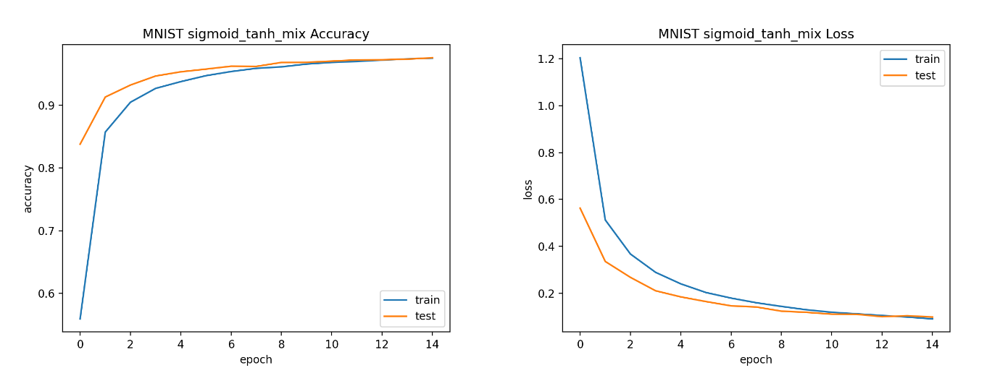 MNIST sigmoid_tanh_mix Accuracy
0.9
0.8
0.7
0.6
accuracy
train
test
0 2 4 6 8 10 12 14
epoch
MNIST sigmoid_tanh_mix Loss
1.2
1.0
0.8
0.6
0.4
0.2
loss
train
test
0 2 4 6 8 10 12 14
epoch